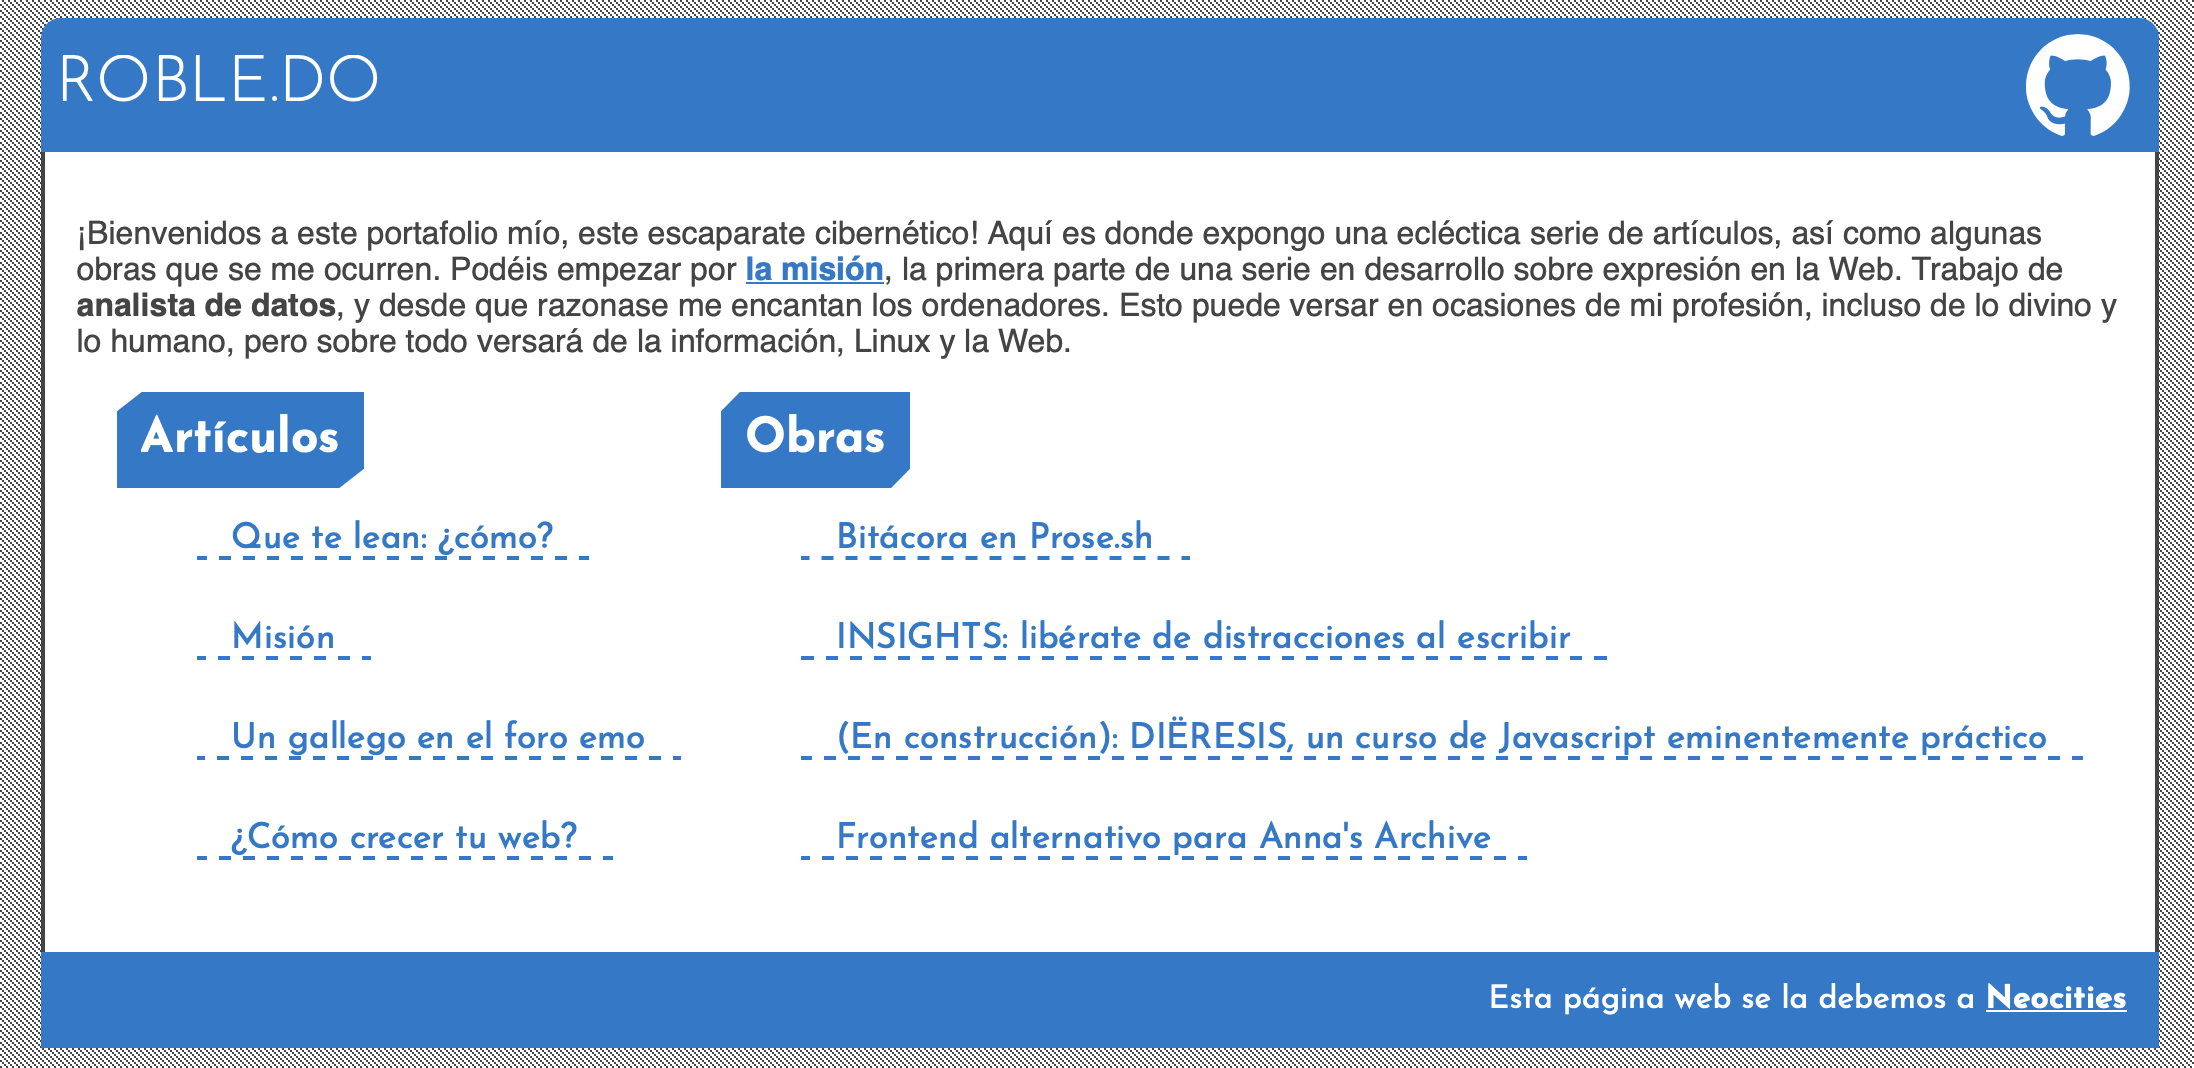 ROBLE.DO
¡Bienvenidos a este portafolio mío, este escaparate cibernético! Aquí es donde expongo una ecléctica serie de artículos, así como algunas
obras que se me ocurren. Podéis empezar por la misión, la primera parte de una serie en desarrollo sobre expresión en la Web. Trabajo de
analista de datos, y desde que razonase me encantan los ordenadores. Esto puede versar en ocasiones de mi profesión, incluso de lo divino y
lo humano, pero sobre todo versará de la información, Linux y la Web.
Artículos
Que te lean: ¿cómo?
Misión
Un gallego en el foro emo
¿Cómo crecer tu web?
Obras
Bitácora en Prose.sh
INSIGHTS: libérate de distracciones al escribir
(En construcción): DIËRESIS, un curso de Javascript eminentemente práctico
Frontend alternativo para Anna's Archive
Esta página web se la debemos a Neocities